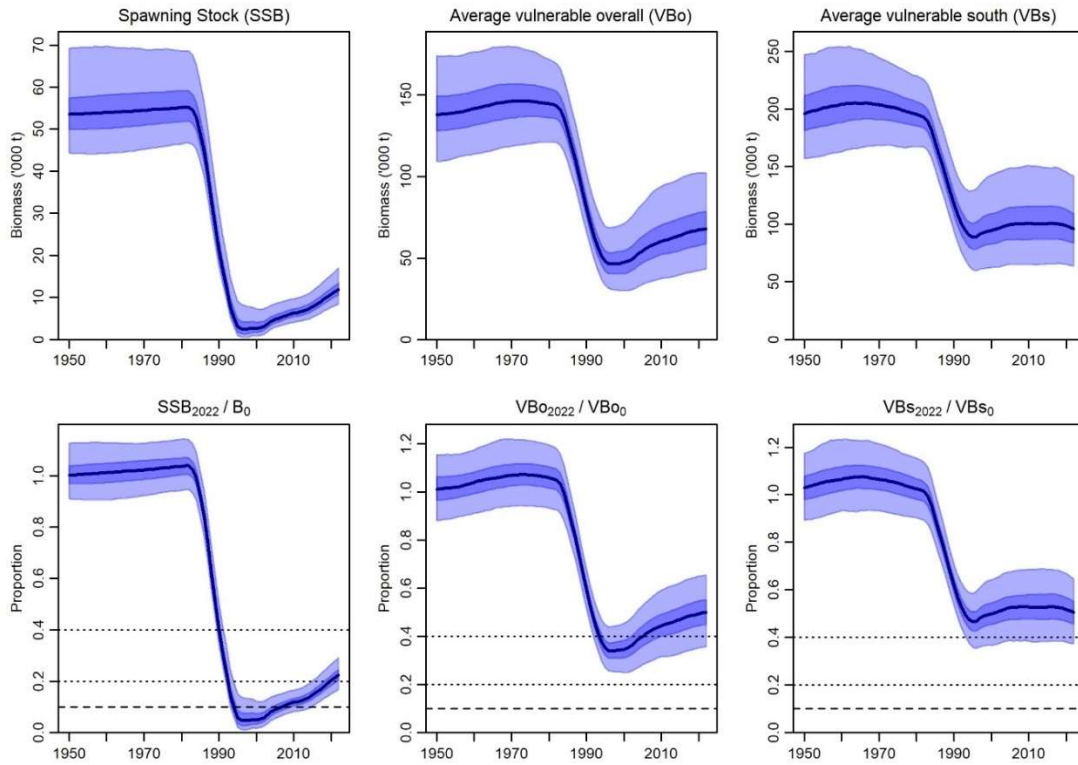 Spawning Stock (SSB)
Average vulnerable overall (VBo)
Average vulnerable south (VBs)
Biomass ('000 t)
0 10 20 30 40 50 60 70
1950 1970 1990 2010
Biomass ('000 t)
0 50 100 150
1950 1970 1990 2010
Biomass ('000 t)
0 50 100 150 200 250
1950 1970 1990 2010
SSB₂₀₂₂ / B₀
VBo₂₀₂₂ / VBo₀
VBs₂₀₂₂ / VBs₀
Proportion
0.0 0.2 0.4 0.6 0.8 1.0
1950 1970 1990 2010
Proportion
0.0 0.2 0.4 0.6 0.8 1.0 1.2
1950 1970 1990 2010
Proportion
0.0 0.2 0.4 0.6 0.8 1.0 1.2
1950 1970 1990 2010